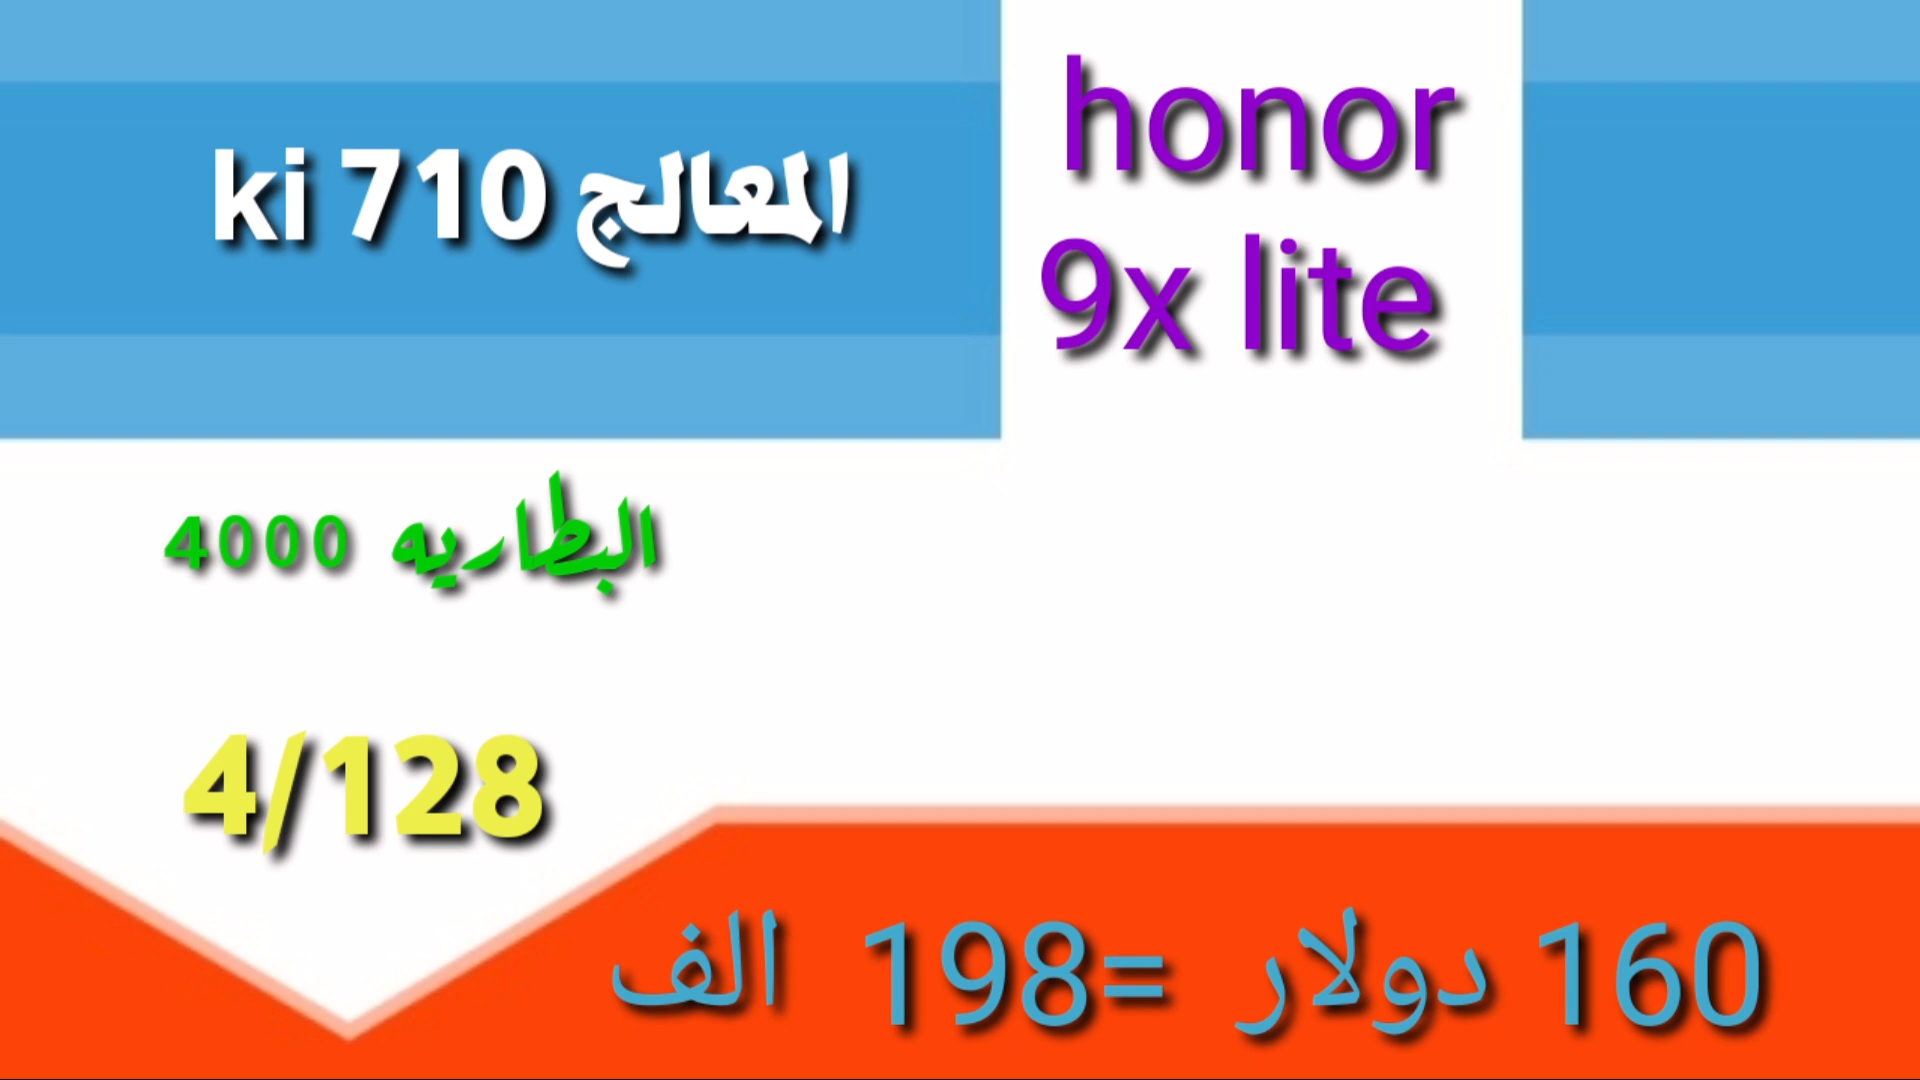 honor
9x lite
المعالج ki 710
البطاريه 4000
4/128
160 دولار =198 الف